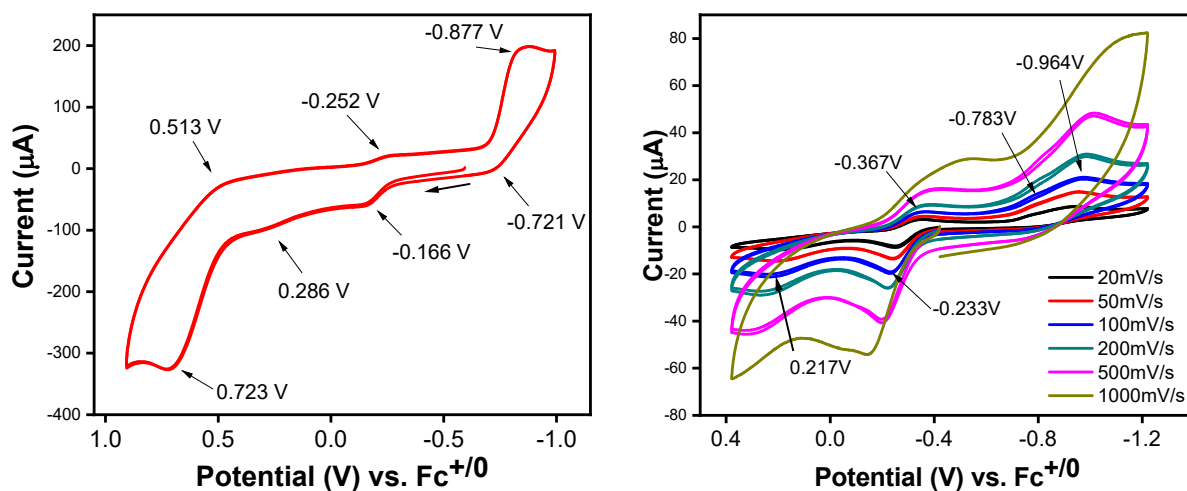 200
100
0
-100
-200
-300
-400
Current (µA)
-0.877 V
-0.252 V
0.513 V
-0.721 V
-0.166 V
0.286 V
0.723 V
1.0 0.5 0.0 -0.5 -1.0
Potential (V) vs. Fc+/0
80
60
40
20
0
-20
-40
-60
-80
Current (µA)
-0.964V
-0.783V
-0.367V
-0.233V
0.217V
20mV/s
50mV/s
100mV/s
200mV/s
500mV/s
1000mV/s
0.4 0.0 -0.4 -0.8 -1.2
Potential (V) vs. Fc+/0